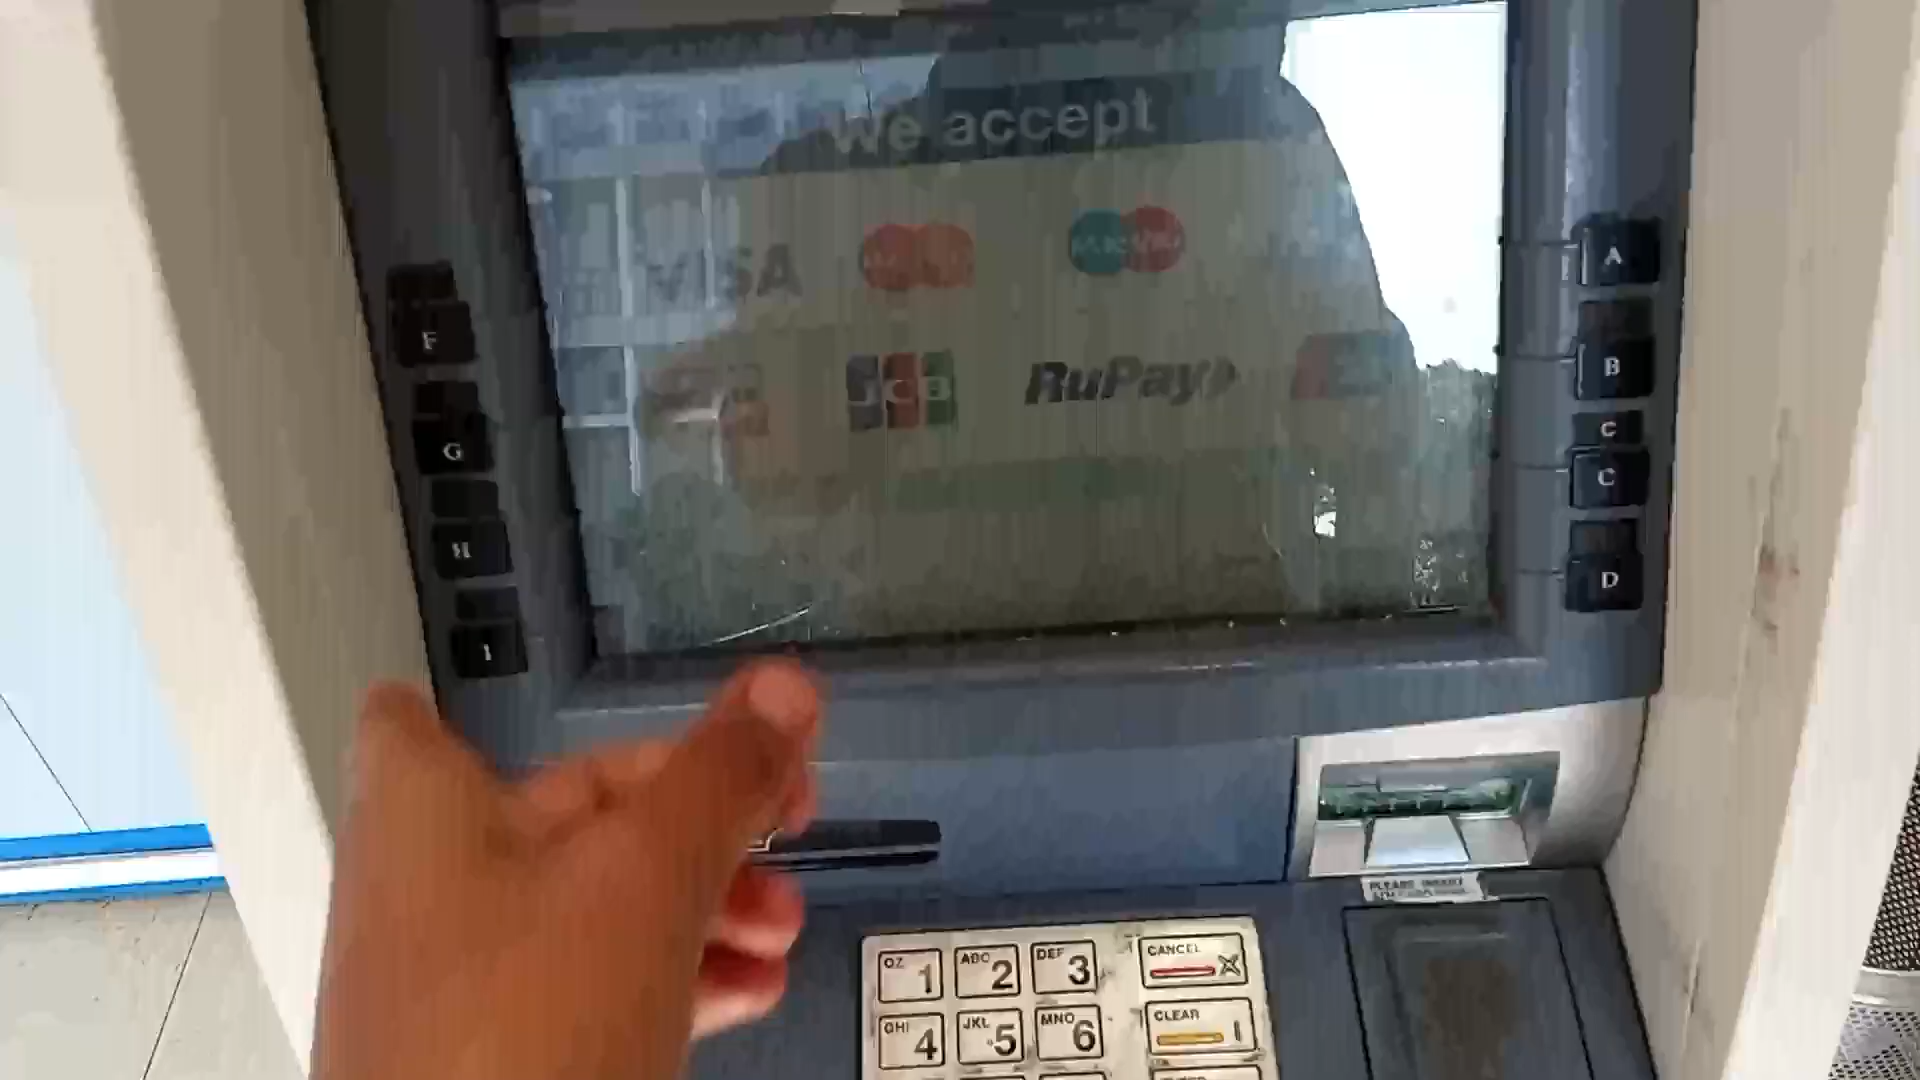 We accept
VISA
JCB
RuPay
A
B
C
C
D
F
G
H
I
PLEASE INSERT
QZ 1
ABC 2
DEF 3
CANCEL
GHI 4
JKL 5
MNO 6
CLEAR